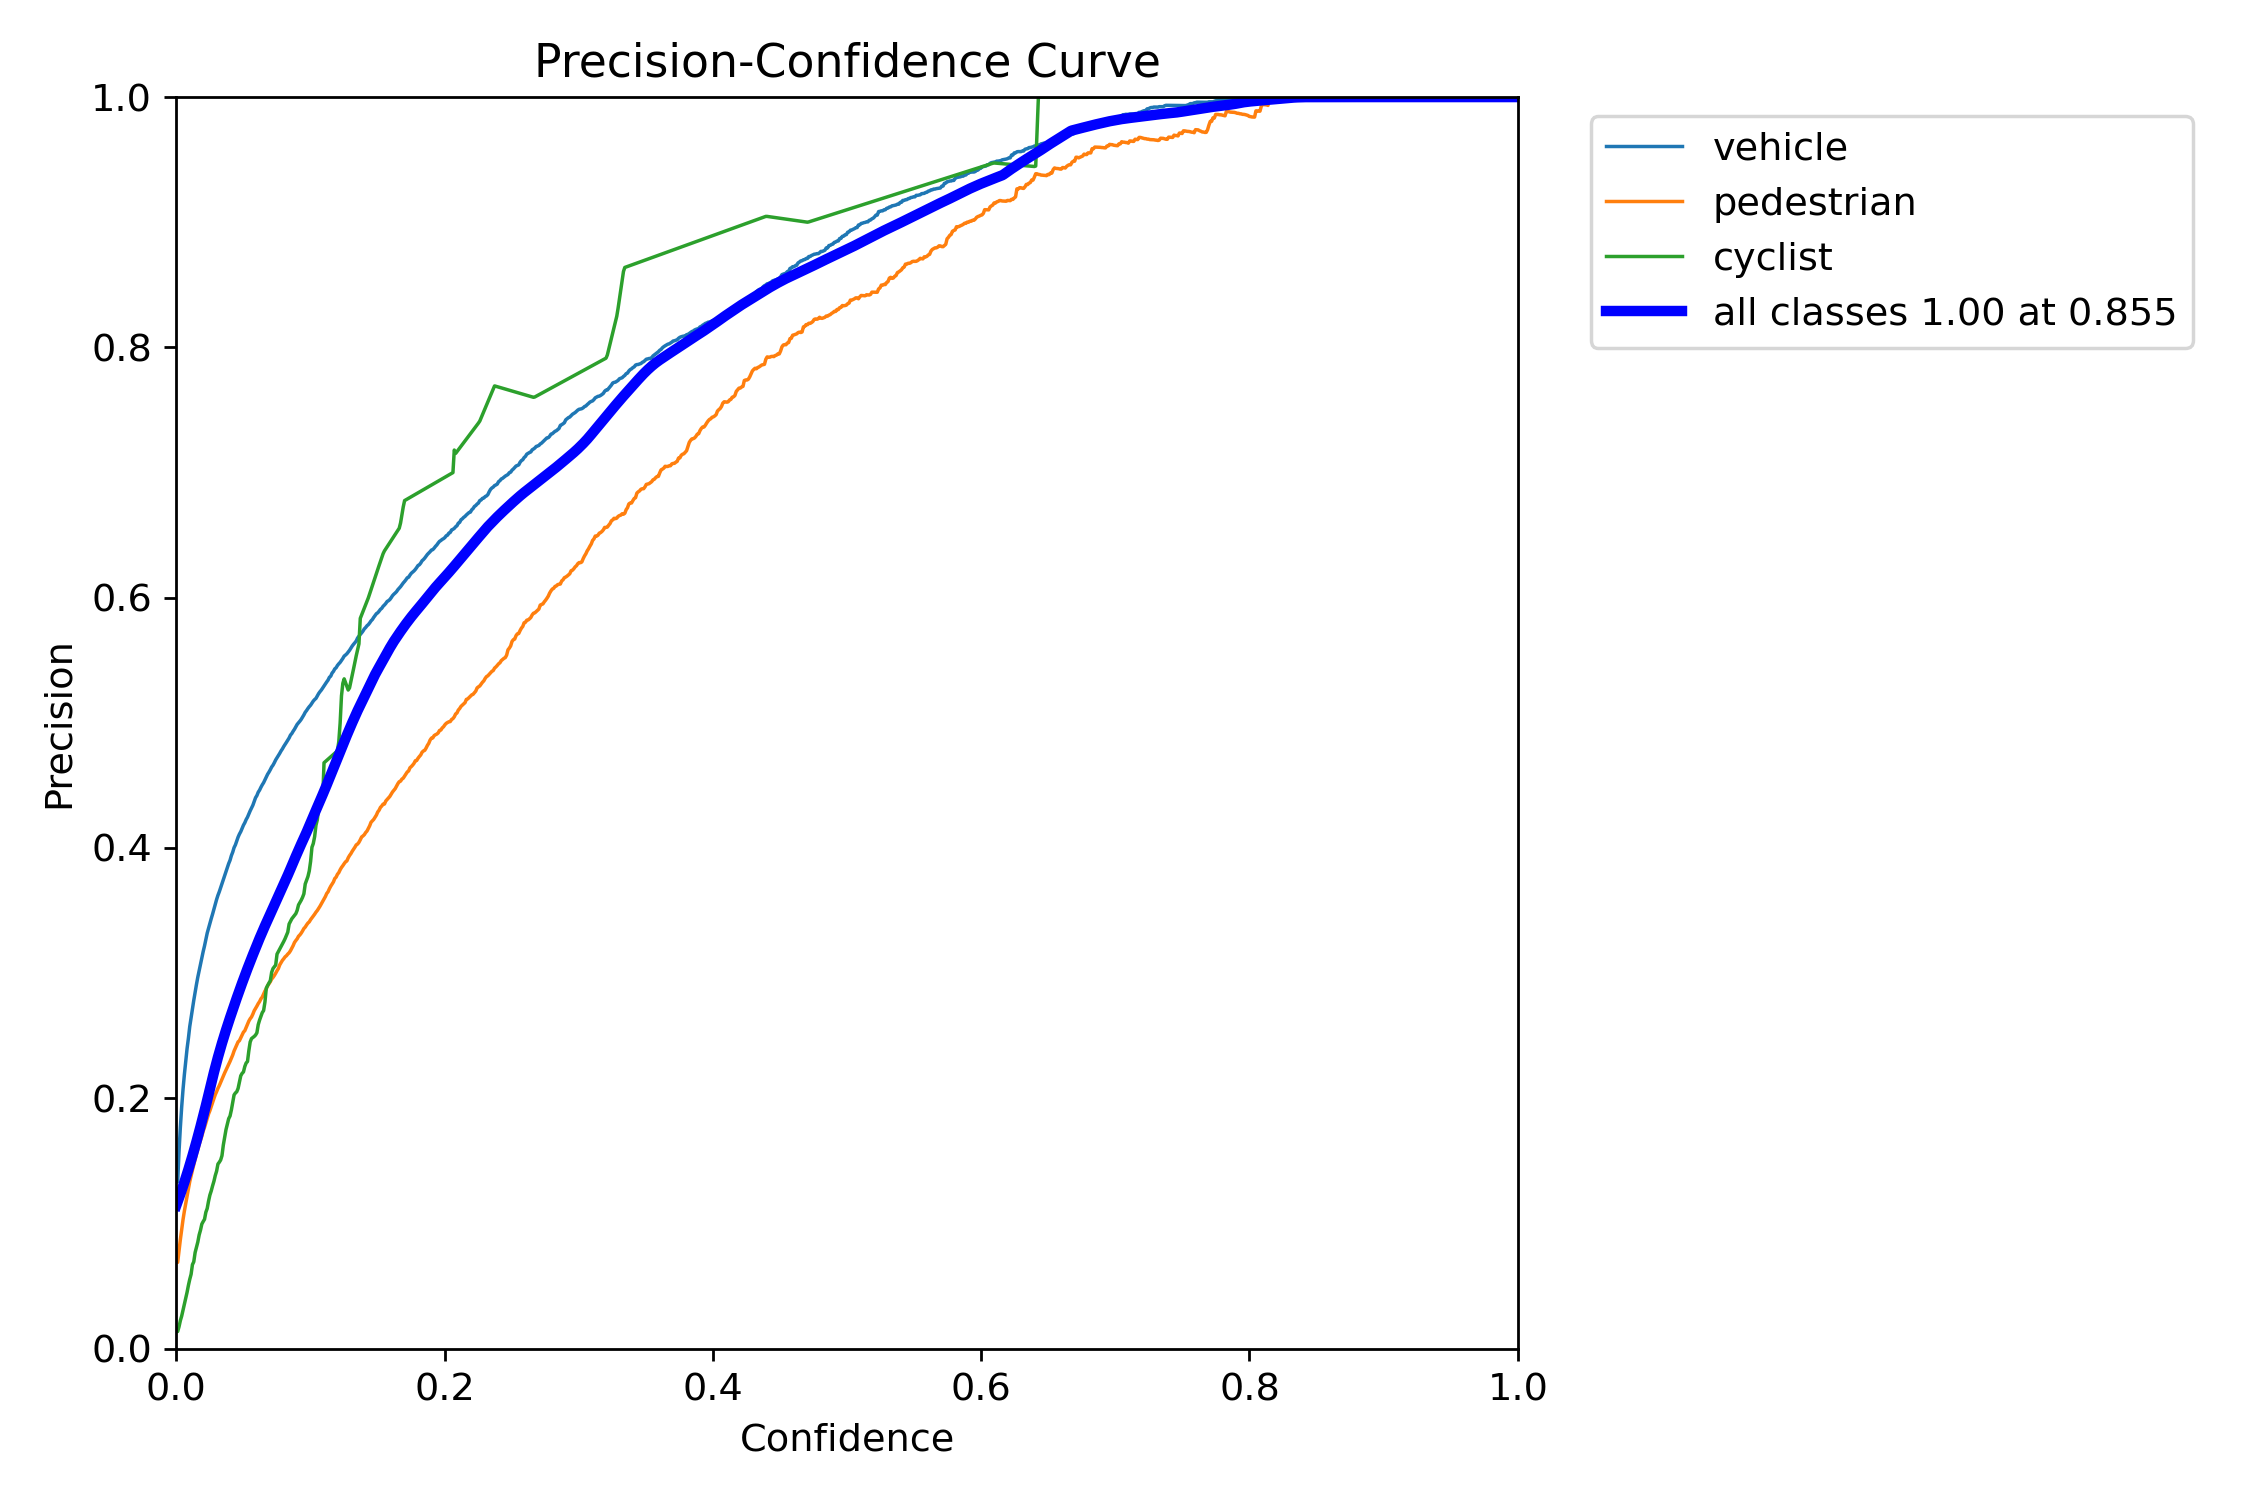 Precision-Confidence Curve
1.0
0.8
0.6
0.4
0.2
0.0
Precision
0.0 0.2 0.4 0.6 0.8 1.0
Confidence
vehicle
pedestrian
cyclist
all classes 1.00 at 0.855